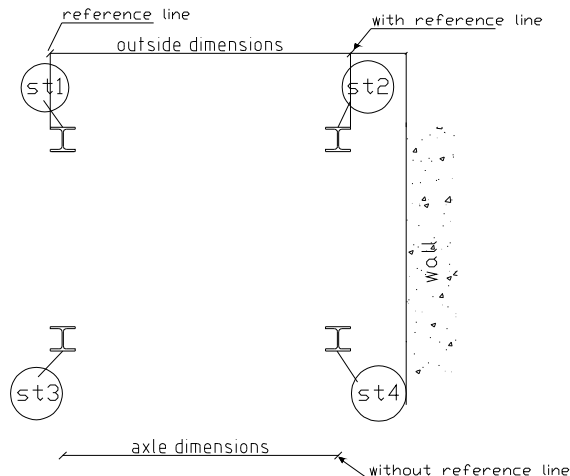 reference line
with reference line
outside dimensions
st1
st2
wall
st3
st4
axle dimensions
without reference line